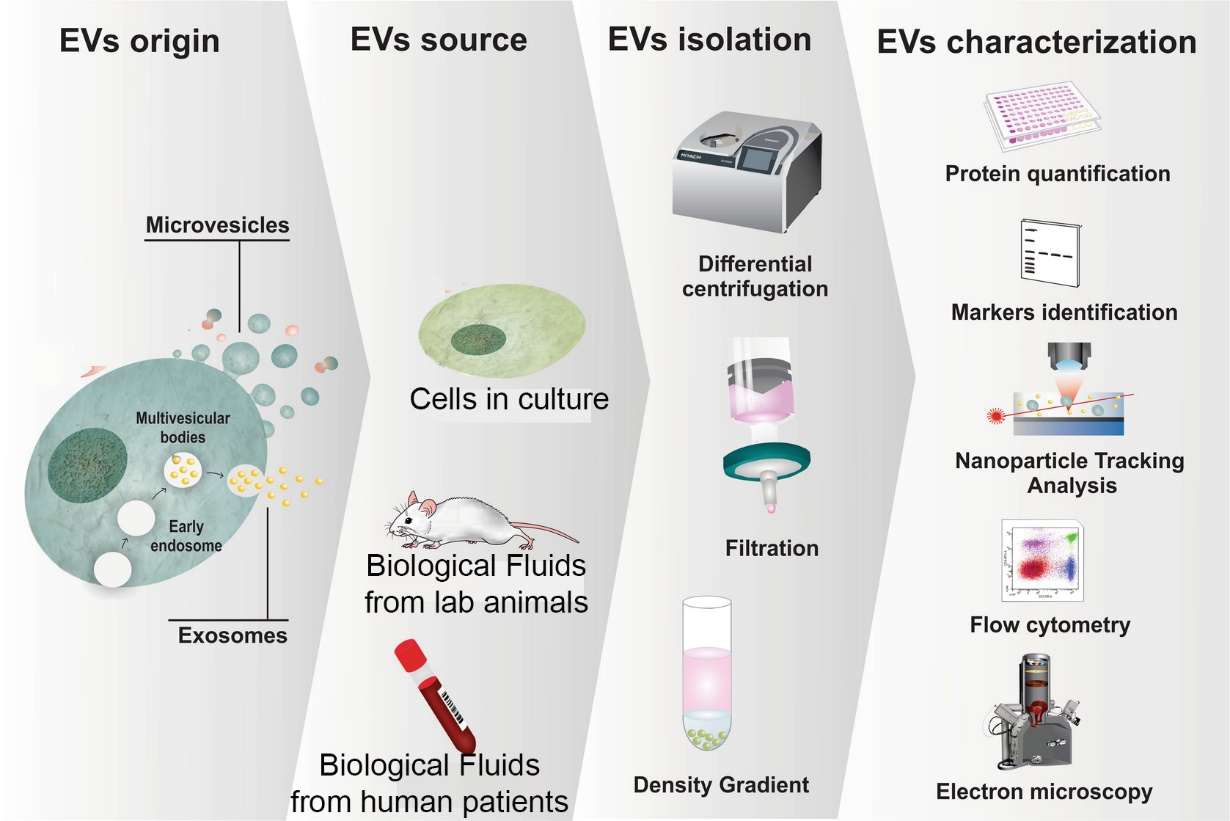 EVs origin
Microvesicles
Multivesicular
bodies
Early
endosome
Exosomes
EVs source
Cells in culture
Biological Fluids
from lab animals
Biological Fluids
from human patients
EVs isolation
HITACHI
Differential
centrifugation
Filtration
Density Gradient
EVs characterization
Protein quantification
Markers identification
Nanoparticle Tracking
Analysis
Flow cytometry
Electron microscopy